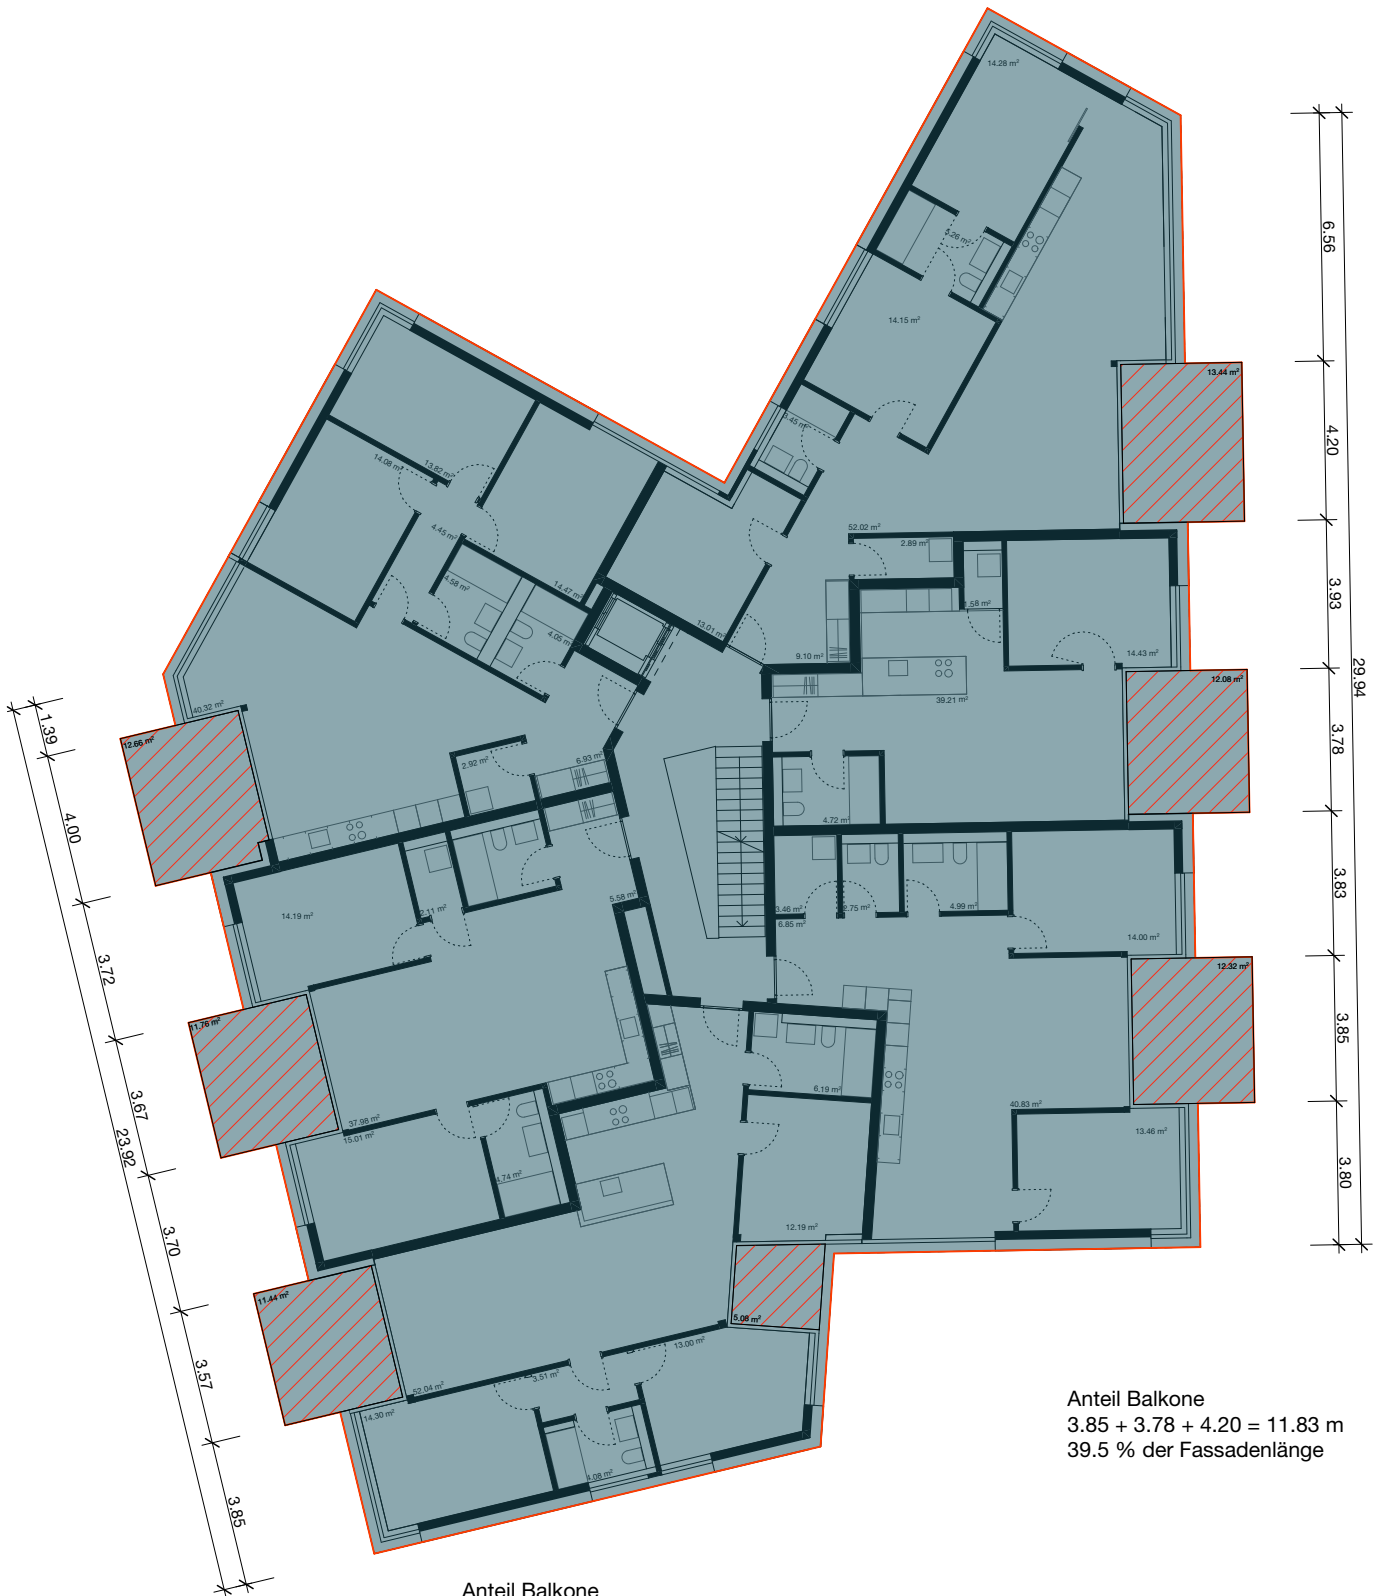 14.28 m²
6.56
5.26 m²
14.15 m²
13.44 m²
3.45 m²
4.20
14.08 m²
13.82 m²
4.45 m²
52.02 m²
2.89 m²
4.58 m²
14.47 m²
3.93
13.01 m²
4.05 m²
9.10 m²
14.43 m²
29.94
12.08 m²
39.21 m²
40.32 m²
1.39
12.66 m²
3.78
2.92 m²
6.93 m²
4.00
4.72 m²
3.83
14.19 m²
2.11 m²
5.58 m²
3.46 m²
2.75 m²
4.99 m²
6.85 m²
14.00 m²
3.72
12.32 m²
11.76 m²
3.85
3.67
6.19 m²
40.83 m²
37.98 m²
15.01 m²
13.46 m²
23.92
3.80
12.19 m²
3.70
11.44 m²
5.08 m²
13.00 m²
3.57
3.51 m²
52.04 m²
14.30 m²
4.08 m²
3.85
Anteil Balkone
3.85 + 3.78 + 4.20 = 11.83 m
39.5 % der Fassadenlänge
Anteil Balkone